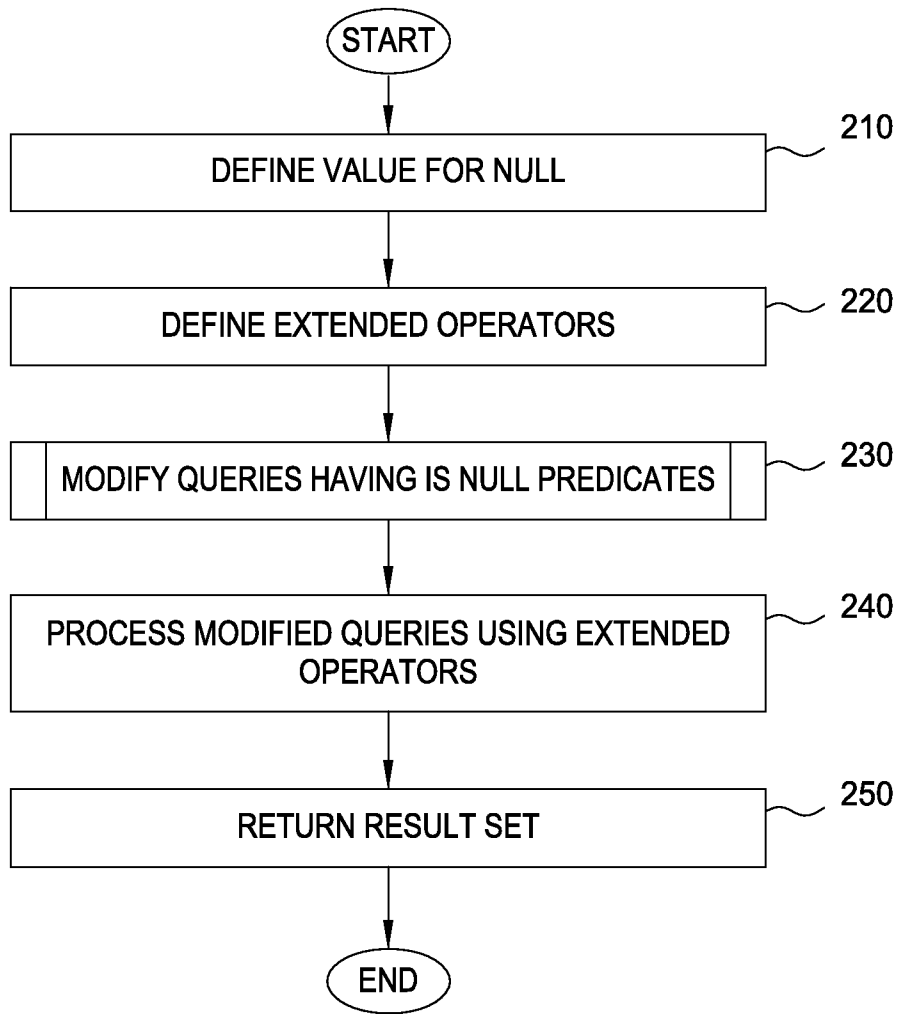 START
DEFINE VALUE FOR NULL
210
DEFINE EXTENDED OPERATORS
220
MODIFY QUERIES HAVING IS NULL PREDICATES
230
PROCESS MODIFIED QUERIES USING EXTENDED
OPERATORS
240
RETURN RESULT SET
250
END